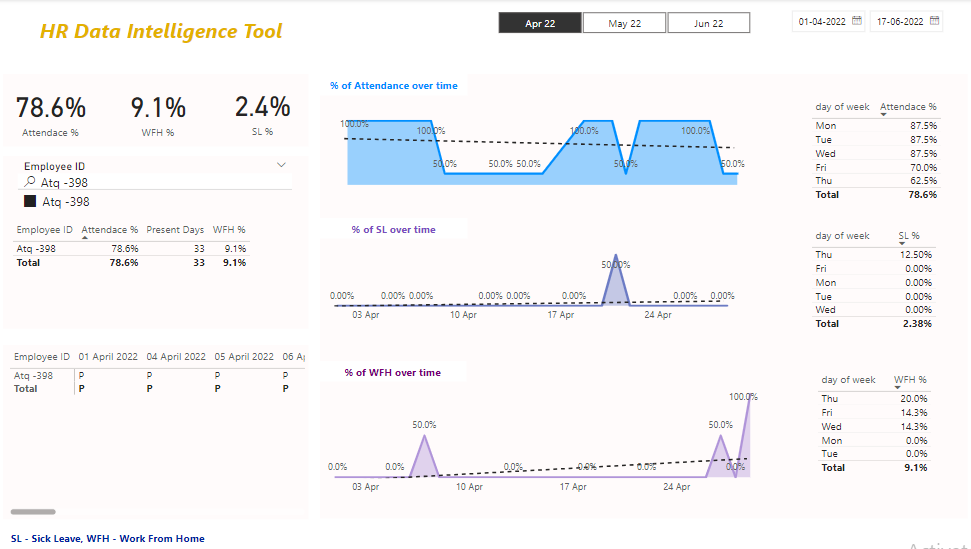 HR Data Intelligence Tool
Apr 22 May 22 Jun 22
01-04-2022 17-06-2022
78.6% 9.1% 2.4%
Attendace % WFH % SL %
Employee ID
Atq -398
Atq -398
Employee ID Attendace % Present Days WFH %
Atq -398 78.6% 33 9.1%
Total 78.6% 33 9.1%
Employee ID 01 April 2022 04 April 2022 05 April 2022 06 Ap
Atq -398 P P P P
Total P P P P
% of Attendance over time
100.0% 100.0% 100.0% 100.0%
50.0% 50.0% 50.0% 50.0% 50.0%
day of week Attendace %
Mon 87.5%
Tue 87.5%
Wed 87.5%
Fri 70.0%
Thu 62.5%
Total 78.6%
% of SL over time
50.00%
0.00% 0.00% 0.00% 0.00% 0.00% 0.00% 0.00% 0.00%
03 Apr 10 Apr 17 Apr 24 Apr
day of week SL %
Thu 12.50%
Fri 0.00%
Mon 0.00%
Tue 0.00%
Wed 0.00%
Total 2.38%
% of WFH over time
100.0%
50.0% 50.0%
0.0% 0.0% 0.0% 0.0% 0.0% 0.0%
03 Apr 10 Apr 17 Apr 24 Apr
day of week WFH %
Thu 20.0%
Fri 14.3%
Wed 14.3%
Mon 0.0%
Tue 0.0%
Total 9.1%
SL - Sick Leave, WFH - Work From Home